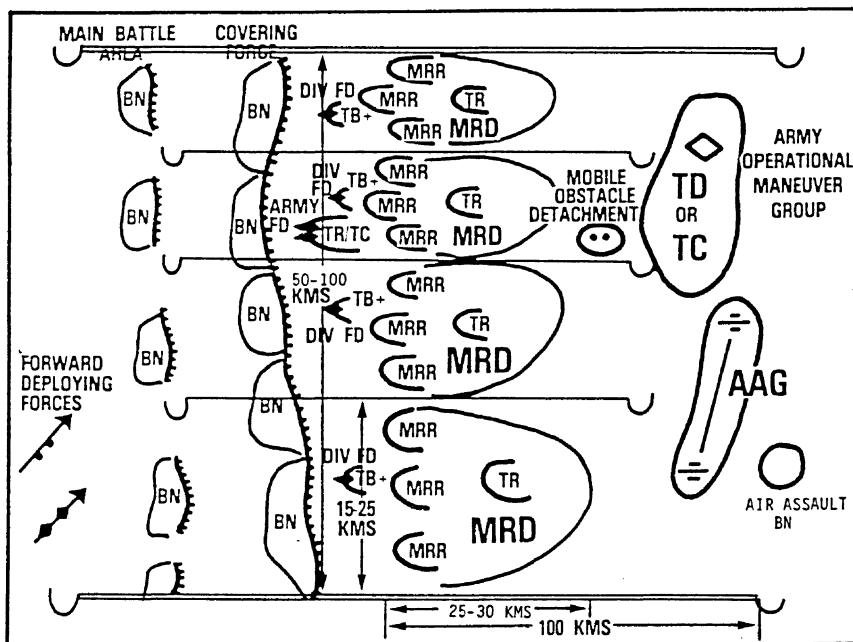 MAIN BATTLE
AREA
COVERING
FORCE
BN
BN
DIV FD
TB+
MRR
MRR
MRR
TR
MRD
BN
BN
DIV
FD
TB+
ARMY
FD
TR/TC
MRR
MRR
MRR
TR
MRD
MOBILE
OBSTACLE
DETACHMENT
TD
OR
TC
ARMY
OPERATIONAL
MANEUVER
GROUP
50-100
KMS
BN
BN
TB+
DIV FD
MRR
MRR
MRR
TR
MRD
FORWARD
DEPLOYING
FORCES
BN
AAG
BN
BN
DIV FD
TB+
15-25
KMS
MRR
MRR
MRR
TR
MRD
AIR ASSAULT
BN
25-30 KMS
100 KMS